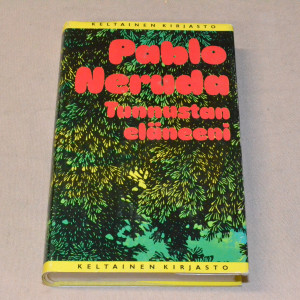 KELTAINEN KIRJASTO
Pablo
Neruda
Tunnustan
eläneeni
KELTAINEN KIRJASTO